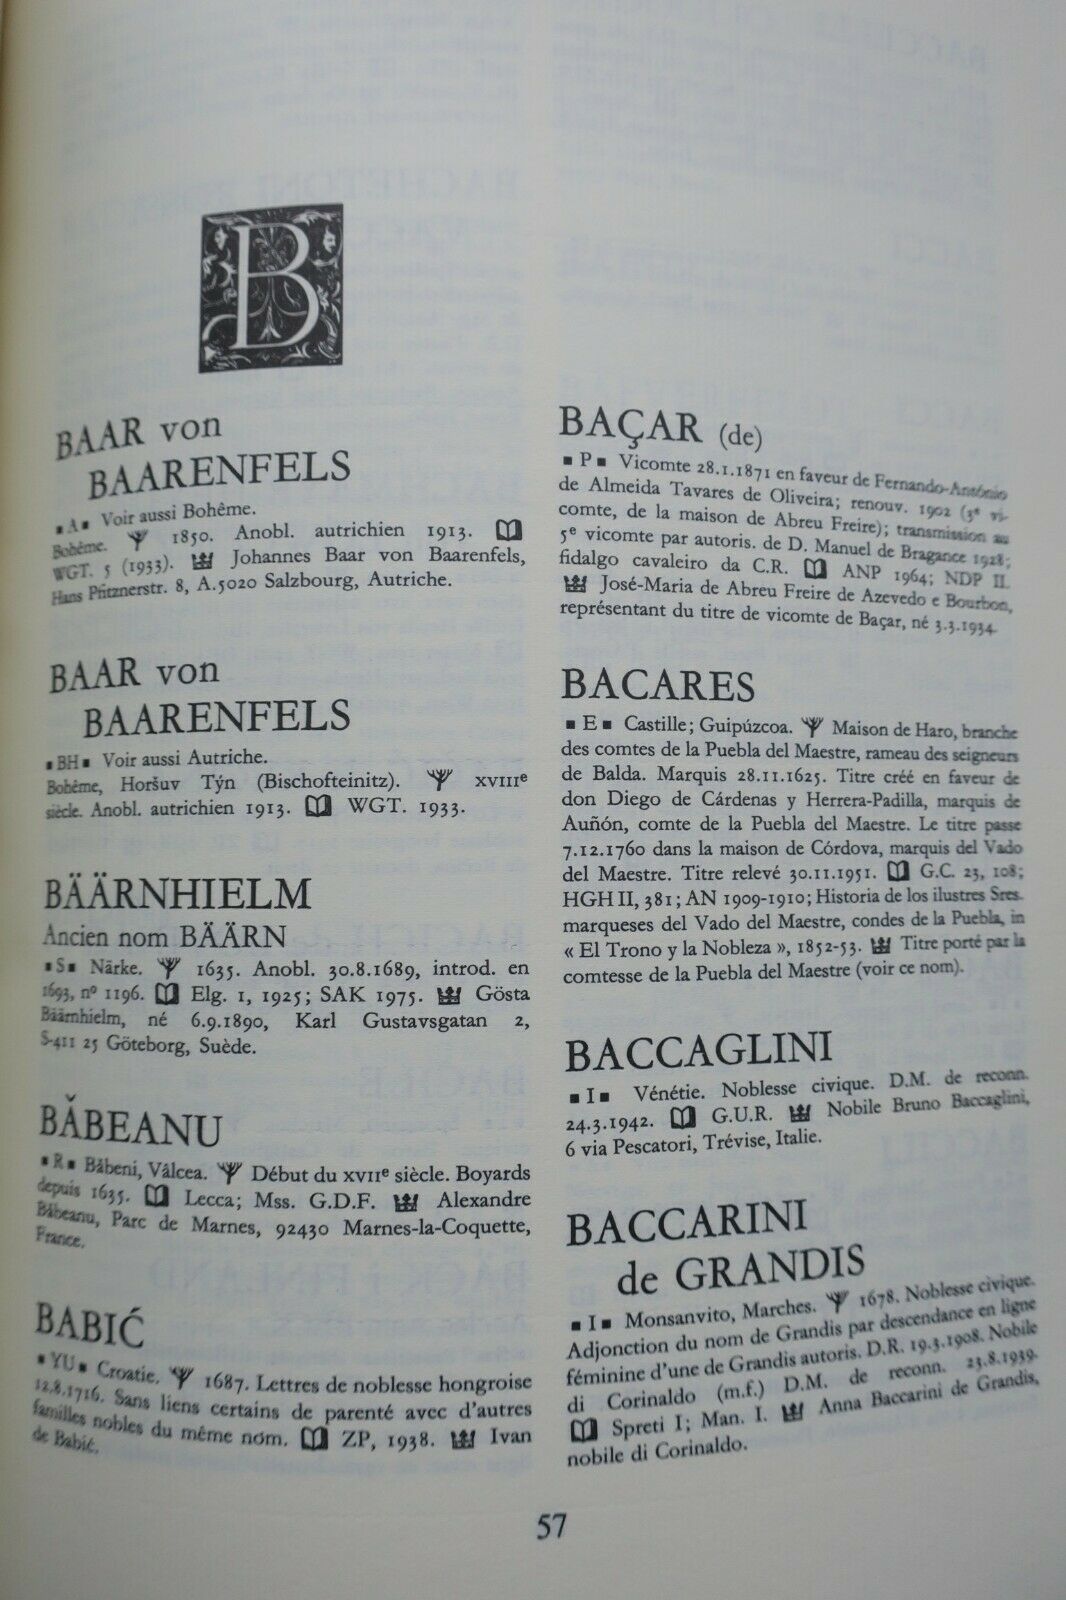 B
BAAR von
BAARENFELS
▪A▪ Voir aussi Bohême.
Bohême. 1850. Anobl. autrichien 1913.
WGT. 5 (1933). Johannes Baar von Baarenfels,
Hans Pfitznerstr. 8, A.5020 Salzbourg, Autriche.
BAAR von
BAARENFELS
▪BH▪ Voir aussi Autriche.
Bohême, Horšuv Týn (Bischofteinitz). XVIIIe
siècle. Anobl. autrichien 1913. WGT. 1933.
BÄÄRNHIELM
Ancien nom BÄÄRN
▪S▪ Närke. 1635. Anobl. 30.8.1689, introd. en
1693, nº 1196. Elg. I, 1925; SAK 1975. Gösta
Bäärnhielm, né 6.9.1890, Karl Gustavsgatan 2,
S-411 25 Göteborg, Suède.
BĂBEANU
▪R▪ Băbeni, Vâlcea. Début du XVIIe siècle. Boyards
depuis 1635. Lecca; Mss. G.D.F. Alexandre
Băbeanu, Parc de Marnes, 92430 Marnes-la-Coquette,
France.
BABIĆ
▪YU▪ Croatie. 1687. Lettres de noblesse hongroise
12.8.1716. Sans liens certains de parenté avec d'autres
familles nobles du même nom. ZP, 1938. Ivan
de Babić.
BAÇAR (de)
▪P▪ Vicomte 28.1.1871 en faveur de Fernando-António
de Almeida Tavares de Oliveira; renouv. 1902 (3e vi-
comte, de la maison de Abreu Freire); transmission au
5e vicomte par autoris. de D. Manuel de Bragance 1928;
fidalgo cavaleiro da C.R. ANP 1964; NDP II.
José-Maria de Abreu Freire de Azevedo e Bourbon,
représentant du titre de vicomte de Baçar, né 3.3.1934.
BACARES
▪E▪ Castille; Guipúzcoa. Maison de Haro, branche
des comtes de la Puebla del Maestre, rameau des seigneurs
de Balda. Marquis 28.11.1625. Titre créé en faveur de
don Diego de Cárdenas y Herrera-Padilla, marquis de
Auñón, comte de la Puebla del Maestre. Le titre passe
7.12.1760 dans la maison de Córdova, marquis del Vado
del Maestre. Titre relevé 30.11.1951. G.C. 23, 108;
HGH II, 381; AN 1909-1910; Historia de los ilustres Sres.
marqueses del Vado del Maestre, condes de la Puebla, in
« El Trono y la Nobleza », 1852-53. Titre porté par la
comtesse de la Puebla del Maestre (voir ce nom).
BACCAGLINI
▪I▪ Vénétie. Noblesse civique. D.M. de reconn.
24.3.1942. G.U.R. Nobile Bruno Baccaglini,
6 via Pescatori, Trévise, Italie.
BACCARINI
de GRANDIS
▪I▪ Monsanvito, Marches. 1678. Noblesse civique.
Adjonction du nom de Grandis par descendance en ligne
féminine d'une de Grandis autoris. D.R. 19.3.1908. Nobile
di Corinaldo (m.f.) D.M. de reconn. 23.8.1939.
Spreti I; Man. I. Anna Baccarini de Grandis,
nobile di Corinaldo.
57